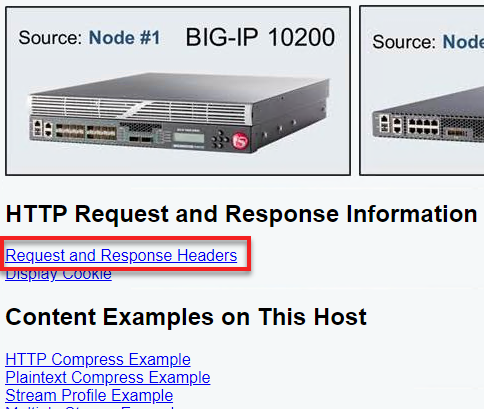 Source: Node #1 BIG-IP 10200
Source: Node
HTTP Request and Response Information
Request and Response Headers
Display Cookie
Content Examples on This Host
HTTP Compress Example
Plaintext Compress Example
Stream Profile Example